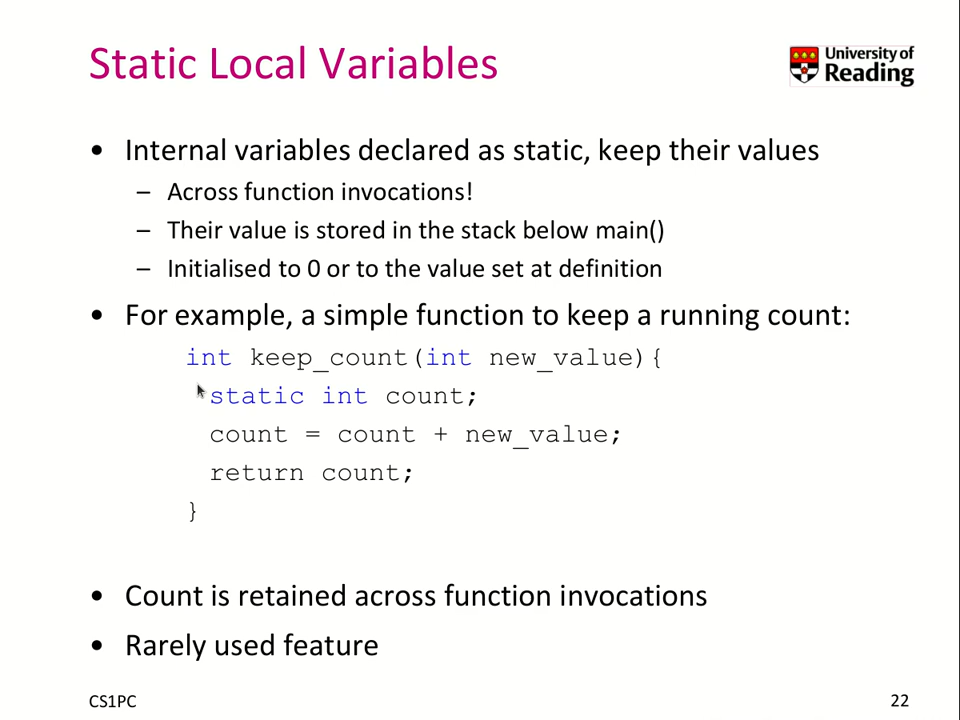 Static Local Variables
University of
Reading
• Internal variables declared as static, keep their values
– Across function invocations!
– Their value is stored in the stack below main()
– Initialised to 0 or to the value set at definition
• For example, a simple function to keep a running count:
int keep_count(int new_value){
static int count;
count = count + new_value;
return count;
}
• Count is retained across function invocations
• Rarely used feature
CS1PC
22